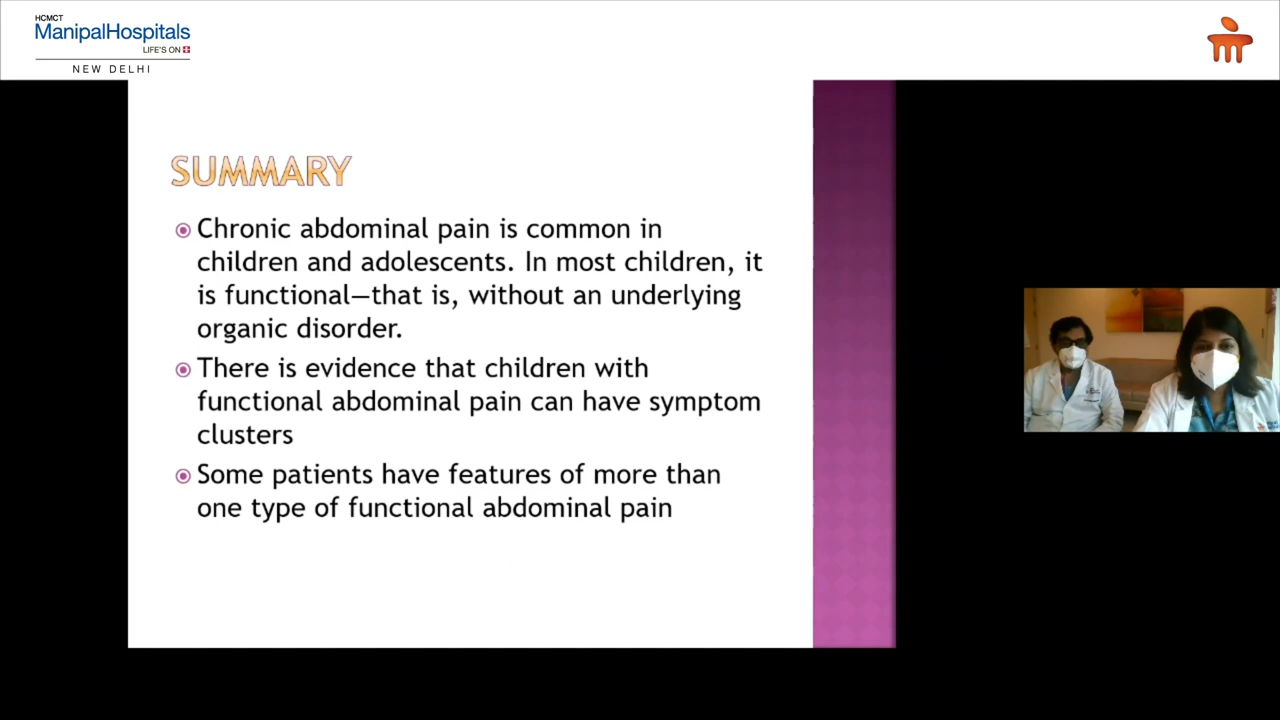 HCMCT
ManipalHospitals
LIFE'S ON
NEW DELHI
SUMMARY
Chronic abdominal pain is common in
children and adolescents. In most children, it
is functional—that is, without an underlying
organic disorder.
There is evidence that children with
functional abdominal pain can have symptom
clusters
Some patients have features of more than
one type of functional abdominal pain